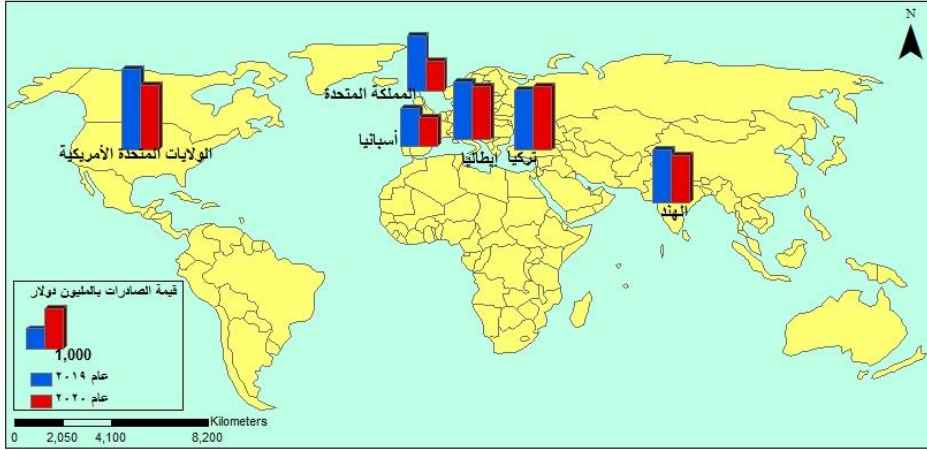 N
المملكة المتحدة
أسبانيا
الولايات المتحدة الأمريكية
إيطاليا
تركيا
الهند
قيمة الصادرات بالمليون دولار
1,000
عام ٢٠١٩
عام ٢٠٢٠
Kilometers
0 2,050 4,100 8,200